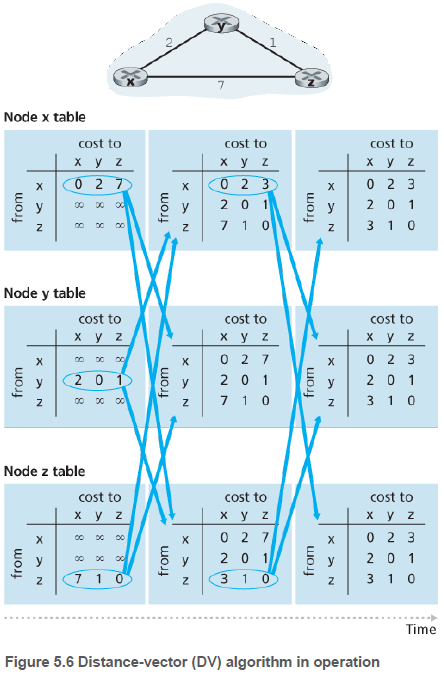 y
2
1
x
7
z
Node x table
cost to cost to cost to
x y z x y z x y z
from x 0 2 7 from x 0 2 3 from x 0 2 3
y ∞ ∞ ∞ y 2 0 1 y 2 0 1
z ∞ ∞ ∞ z 7 1 0 z 3 1 0
Node y table
cost to cost to cost to
x y z x y z x y z
from x ∞ ∞ ∞ from x 0 2 7 from x 0 2 3
y 2 0 1 y 2 0 1 y 2 0 1
z ∞ ∞ ∞ z 7 1 0 z 3 1 0
Node z table
cost to cost to cost to
x y z x y z x y z
from x ∞ ∞ ∞ from x 0 2 7 from x 0 2 3
y ∞ ∞ ∞ y 2 0 1 y 2 0 1
z 7 1 0 z 3 1 0 z 3 1 0
Time
Figure 5.6 Distance-vector (DV) algorithm in operation